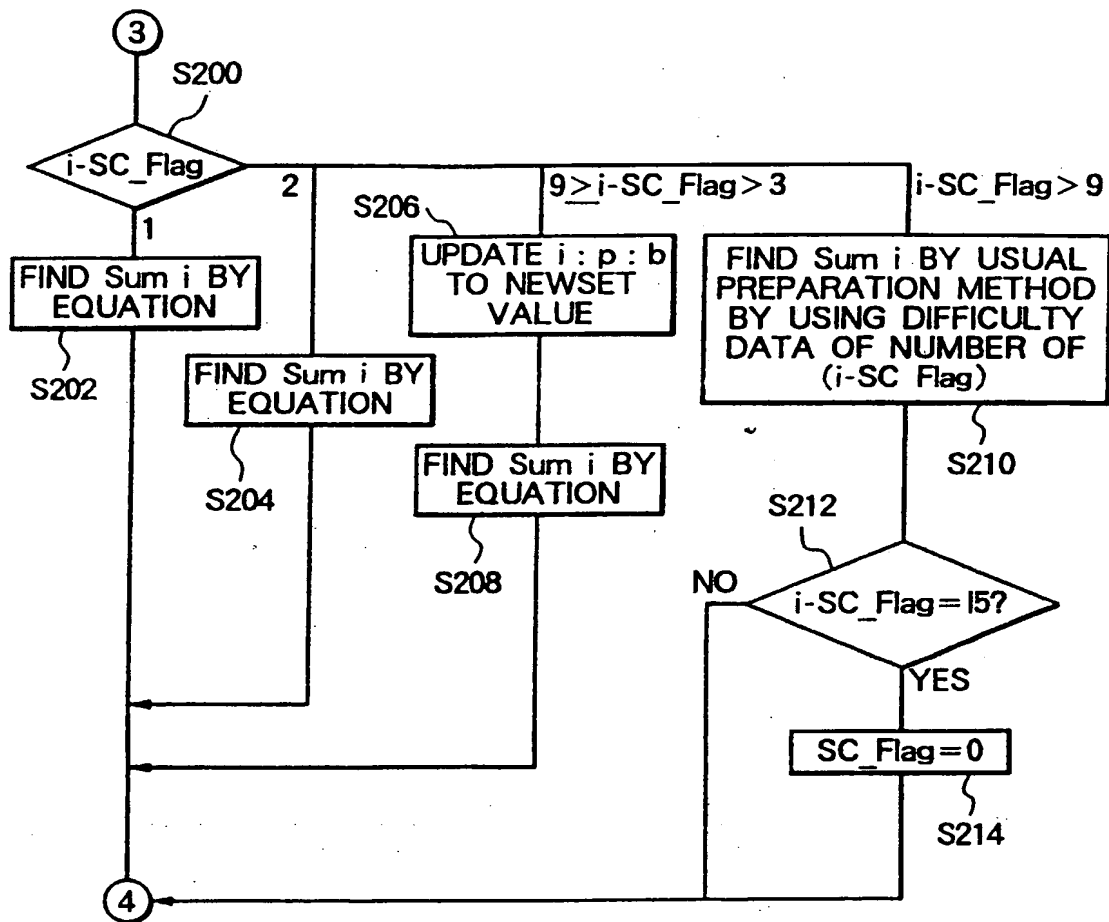 3
S200
i-SC_Flag
1
2
9≥i-SC_Flag>3
i-SC_Flag>9
FIND Sum i BY
EQUATION
S202
FIND Sum i BY
EQUATION
S204
S206
UPDATE i : p : b
TO NEWSET
VALUE
FIND Sum i BY
EQUATION
S208
FIND Sum i BY USUAL
PREPARATION METHOD
BY USING DIFFICULTY
DATA OF NUMBER OF
(i-SC Flag)
S210
S212
i-SC_Flag=15?
NO
YES
SC_Flag=0
S214
4